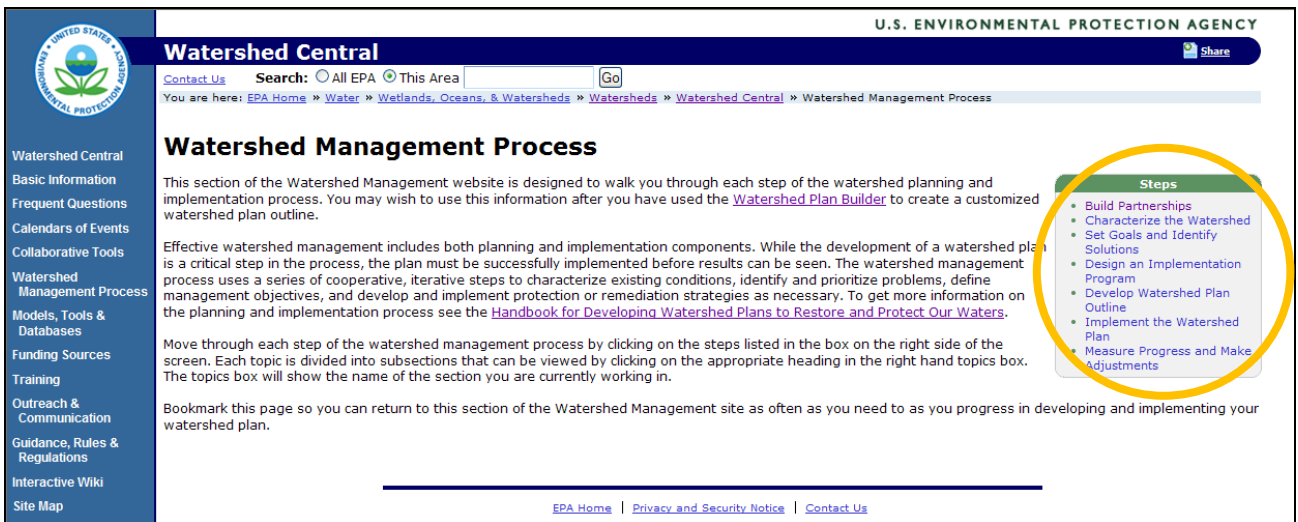 U.S. ENVIRONMENTAL PROTECTION AGENCY
UNITED STATES
ENVIRONMENTAL PROTECTION AGENCY
Watershed Central
Share
Contact Us Search: All EPA This Area Go
You are here: EPA Home » Water » Wetlands, Oceans, & Watersheds » Watersheds » Watershed Central » Watershed Management Process
Watershed Central
Basic Information
Frequent Questions
Calendars of Events
Collaborative Tools
Watershed
Management Process
Models, Tools &
Databases
Funding Sources
Training
Outreach &
Communication
Guidance, Rules &
Regulations
Interactive Wiki
Site Map
Watershed Management Process
This section of the Watershed Management website is designed to walk you through each step of the watershed planning and
implementation process. You may wish to use this information after you have used the Watershed Plan Builder to create a customized
watershed plan outline.
Effective watershed management includes both planning and implementation components. While the development of a watershed plan
is a critical step in the process, the plan must be successfully implemented before results can be seen. The watershed management
process uses a series of cooperative, iterative steps to characterize existing conditions, identify and prioritize problems, define
management objectives, and develop and implement protection or remediation strategies as necessary. To get more information on
the planning and implementation process see the Handbook for Developing Watershed Plans to Restore and Protect Our Waters.
Move through each step of the watershed management process by clicking on the steps listed in the box on the right side of the
screen. Each topic is divided into subsections that can be viewed by clicking on the appropriate heading in the right hand topics box.
The topics box will show the name of the section you are currently working in.
Bookmark this page so you can return to this section of the Watershed Management site as often as you need to as you progress in developing and implementing your
watershed plan.
Steps
• Build Partnerships
• Characterize the Watershed
• Set Goals and Identify
Solutions
• Design an Implementation
Program
• Develop Watershed Plan
Outline
• Implement the Watershed
Plan
• Measure Progress and Make
Adjustments
EPA Home | Privacy and Security Notice | Contact Us